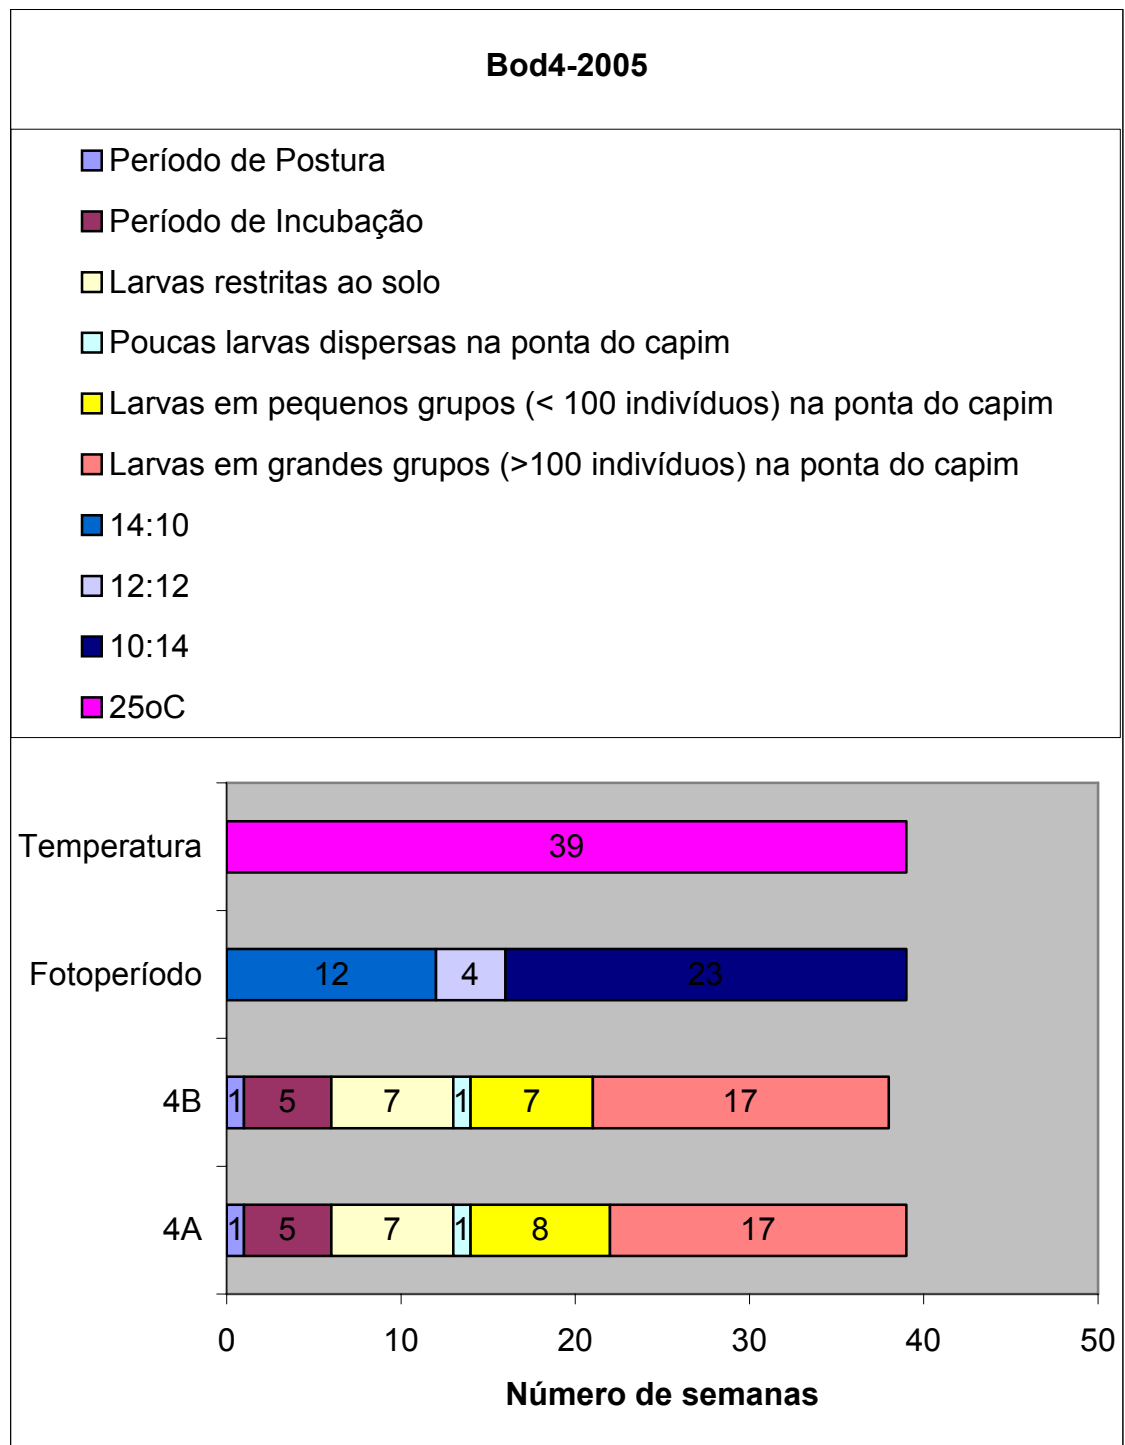 Bod4-2005
Período de Postura
Período de Incubação
Larvas restritas ao solo
Poucas larvas dispersas na ponta do capim
Larvas em pequenos grupos (< 100 indivíduos) na ponta do capim
Larvas em grandes grupos (>100 indivíduos) na ponta do capim
14:10
12:12
10:14
25oC
Temperatura 39
Fotoperíodo 12 4 23
4B 1 5 7 1 7 17
4A 1 5 7 1 8 17
0 10 20 30 40 50
Número de semanas